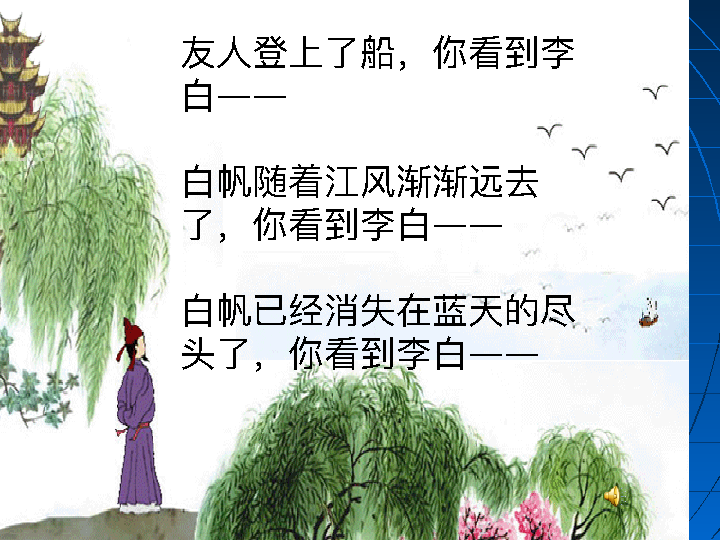 友人登上了船，你看到李
白——
白帆随着江风渐渐远去
了，你看到李白——
白帆已经消失在蓝天的尽
头了，你看到李白——